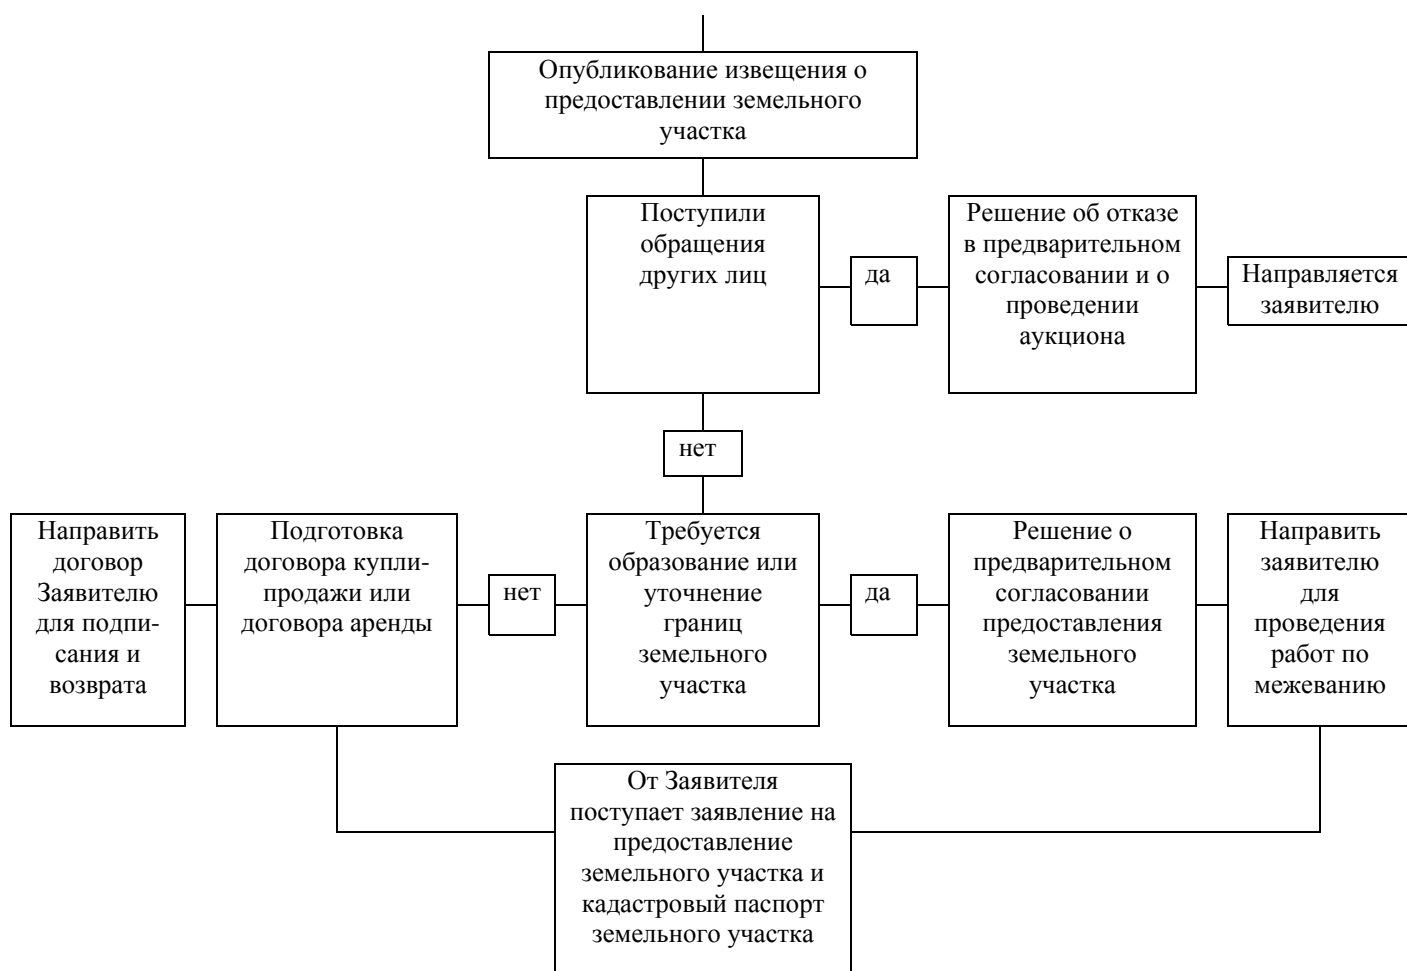 Опубликование извещения о
предоставлении земельного
участка
Поступили
обращения
других лиц
да
Решение об отказе
в предварительном
согласовании и о
проведении
аукциона
Направляется
заявителю
нет
Направить
договор
Заявителю
для подпи-
сания и
возврата
Подготовка
договора купли-
продажи или
договора аренды
нет
Требуется
образование или
уточнение
границ
земельного
участка
да
Решение о
предварительном
согласовании
предоставления
земельного
участка
Направить
заявителю
для
проведения
работ по
межеванию
От Заявителя
поступает заявление на
предоставление
земельного участка и
кадастровый паспорт
земельного участка